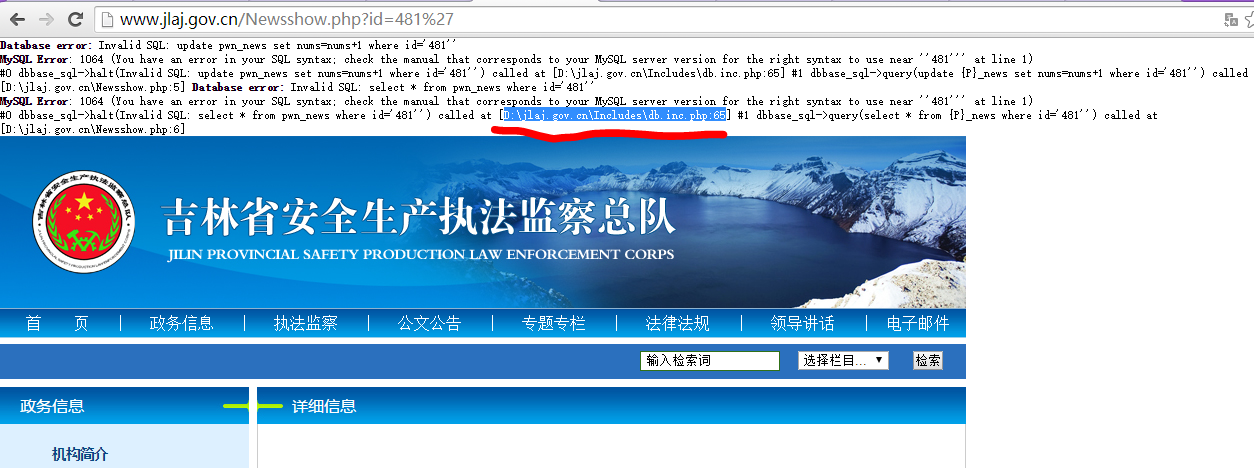 www.jlaj.gov.cn/Newsshow.php?id=481%27
Database error: Invalid SQL: update pwn_news set nums=nums+1 where id='481''
MySQL Error: 1064 (You have an error in your SQL syntax; check the manual that corresponds to your MySQL server version for the right syntax to use near ''481''' at line 1)
#0 dbbase_sql->halt(Invalid SQL: update pwn_news set nums=nums+1 where id='481'') called at [D:\jlaj.gov.cn\Includes\db.inc.php:65] #1 dbbase_sql->query(update {P}_news set nums=nums+1 where id='481'') called
[D:\jlaj.gov.cn\Newsshow.php:5] Database error: Invalid SQL: select * from pwn_news where id='481''
MySQL Error: 1064 (You have an error in your SQL syntax; check the manual that corresponds to your MySQL server version for the right syntax to use near ''481''' at line 1)
#0 dbbase_sql->halt(Invalid SQL: select * from pwn_news where id='481'') called at [D:\jlaj.gov.cn\Includes\db.inc.php:65] #1 dbbase_sql->query(select * from {P}_news where id='481'') called at
[D:\jlaj.gov.cn\Newsshow.php:6]
吉林省安全生产执法监察总队
吉林省安全生产执法监察总队
JILIN PROVINCIAL SAFETY PRODUCTION LAW ENFORCEMENT CORPS
首 页 | 政务信息 | 执法监察 | 公文公告 | 专题专栏 | 法律法规 | 领导讲话 | 电子邮件
输入检索词 选择栏目... 检索
政务信息 详细信息
机构简介